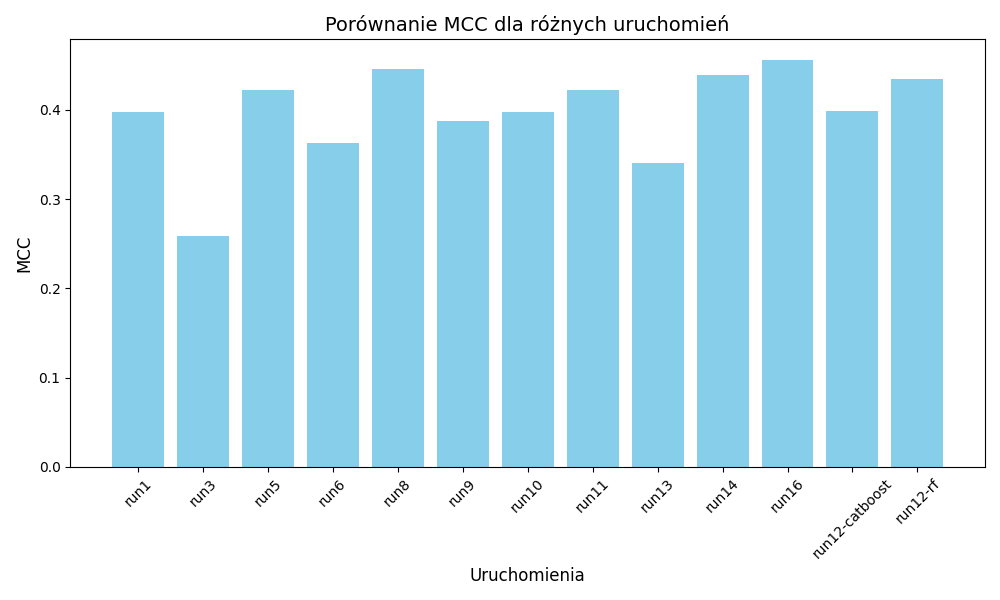 Porównanie MCC dla różnych uruchomień
MCC
0.4
0.3
0.2
0.1
0.0
run1
run3
run5
run6
run8
run9
run10
run11
run13
run14
run16
run12-catboost
run12-rf
Uruchomienia